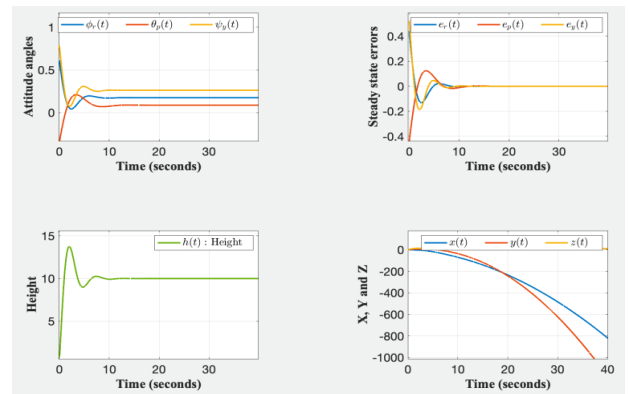 ϕr(t) θp(t) ψy(t)
Attitude angles
1
0.5
0
0 10 20 30
Time (seconds)
er(t) ep(t) ey(t)
Steady state errors
0.4
0.2
0
-0.2
-0.4
0 10 20 30
Time (seconds)
h(t) : Height
Height
15
10
5
0 10 20 30
Time (seconds)
x(t) y(t) z(t)
X, Y and Z
0
-200
-400
-600
-800
-1000
0 10 20 30 40
Time (seconds)